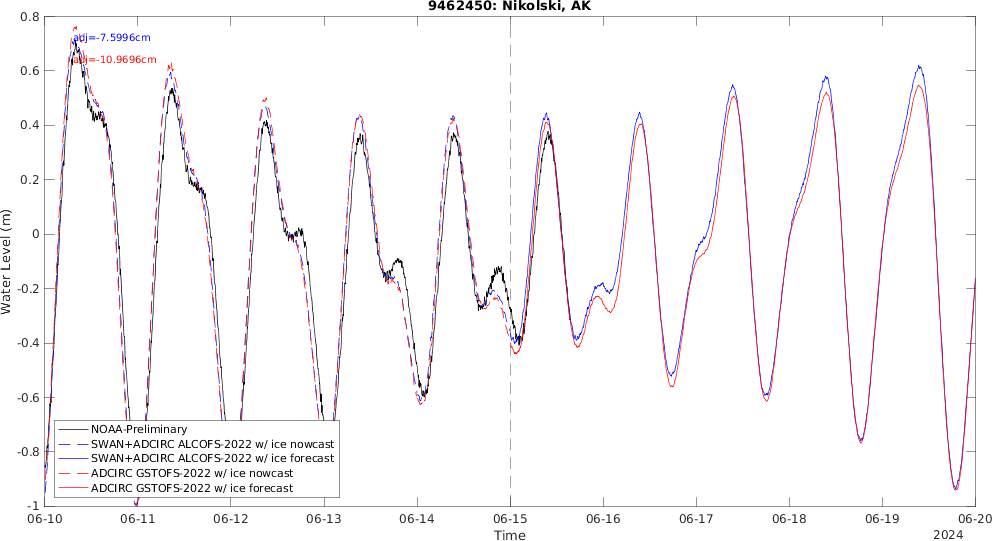 9462450: Nikolski, AK
adj=-7.5996cm
adj=-10.9696cm
Water Level (m)
0.8
0.6
0.4
0.2
0
-0.2
-0.4
-0.6
-0.8
-1
NOAA-Preliminary
SWAN+ADCIRC ALCOFS-2022 w/ ice nowcast
SWAN+ADCIRC ALCOFS-2022 w/ ice forecast
ADCIRC GSTOFS-2022 w/ ice nowcast
ADCIRC GSTOFS-2022 w/ ice forecast
06-10 06-11 06-12 06-13 06-14 06-15 06-16 06-17 06-18 06-19 06-20
Time
2024